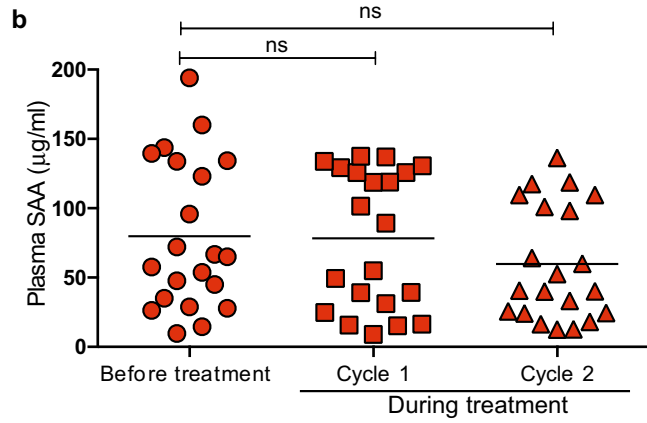 b
ns
ns
Plasma SAA (µg/ml)
200
150
100
50
0
Before treatment
Cycle 1
Cycle 2
During treatment